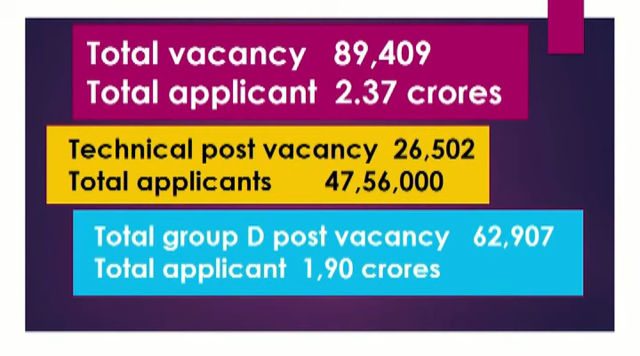 Total vacancy 89,409
Total applicant 2.37 crores
Technical post vacancy 26,502
Total applicants 47,56,000
Total group D post vacancy 62,907
Total applicant 1,90 crores